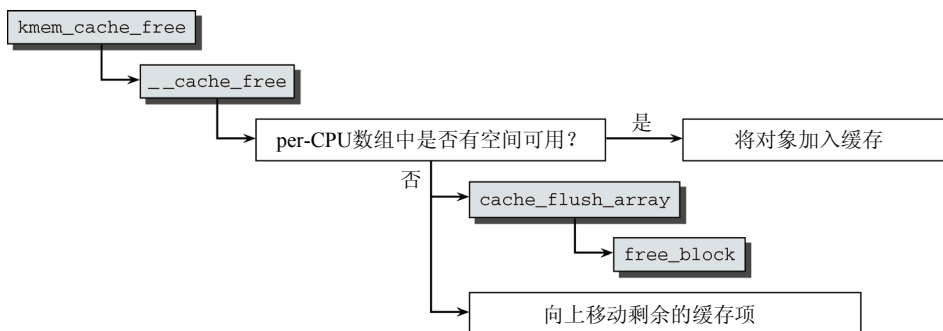 kmem_cache_free
__cache_free
per-CPU数组中是否有空间可用？
是
将对象加入缓存
否
cache_flush_array
free_block
向上移动剩余的缓存项